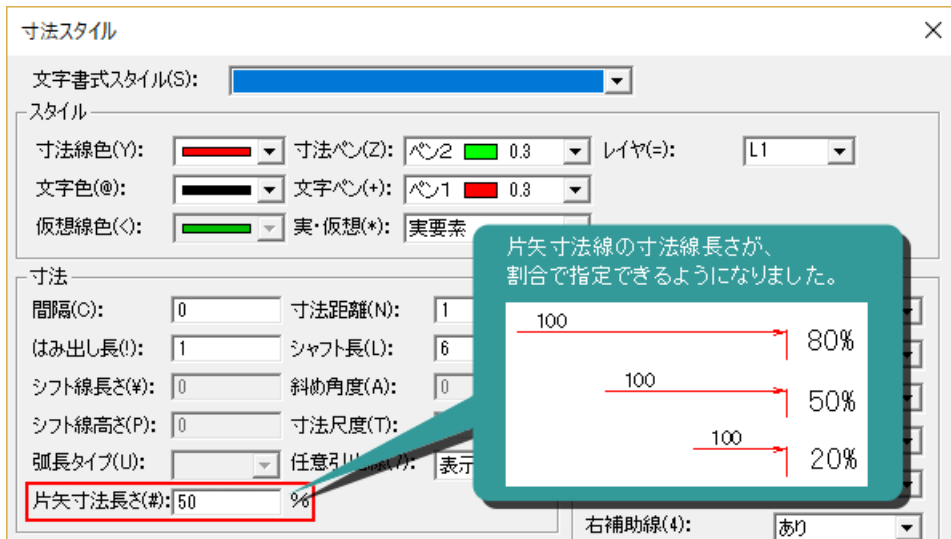 寸法スタイル
文字書式スタイル(S):
スタイル
寸法線色(Y): 寸法ペン(Z): ペン2 0.3 レイヤ(=): L1
文字色(@): 文字ペン(+): ペン1 0.3
仮想線色(<): 実・仮想(*): 実要素
片矢寸法線の寸法線長さが、
割合で指定できるようになりました。
寸法
間隔(C): 0 寸法距離(N): 1
はみ出し長(!): 1 シャフト長(L): 6
シフト線長さ(¥): 0 斜め角度(A): 0
シフト線高さ(P): 0 寸法尺度(T):
弧長タイプ(U):
片矢寸法長さ(#): 50 %
100 80%
100 50%
100 20%
右補助線(4): あり